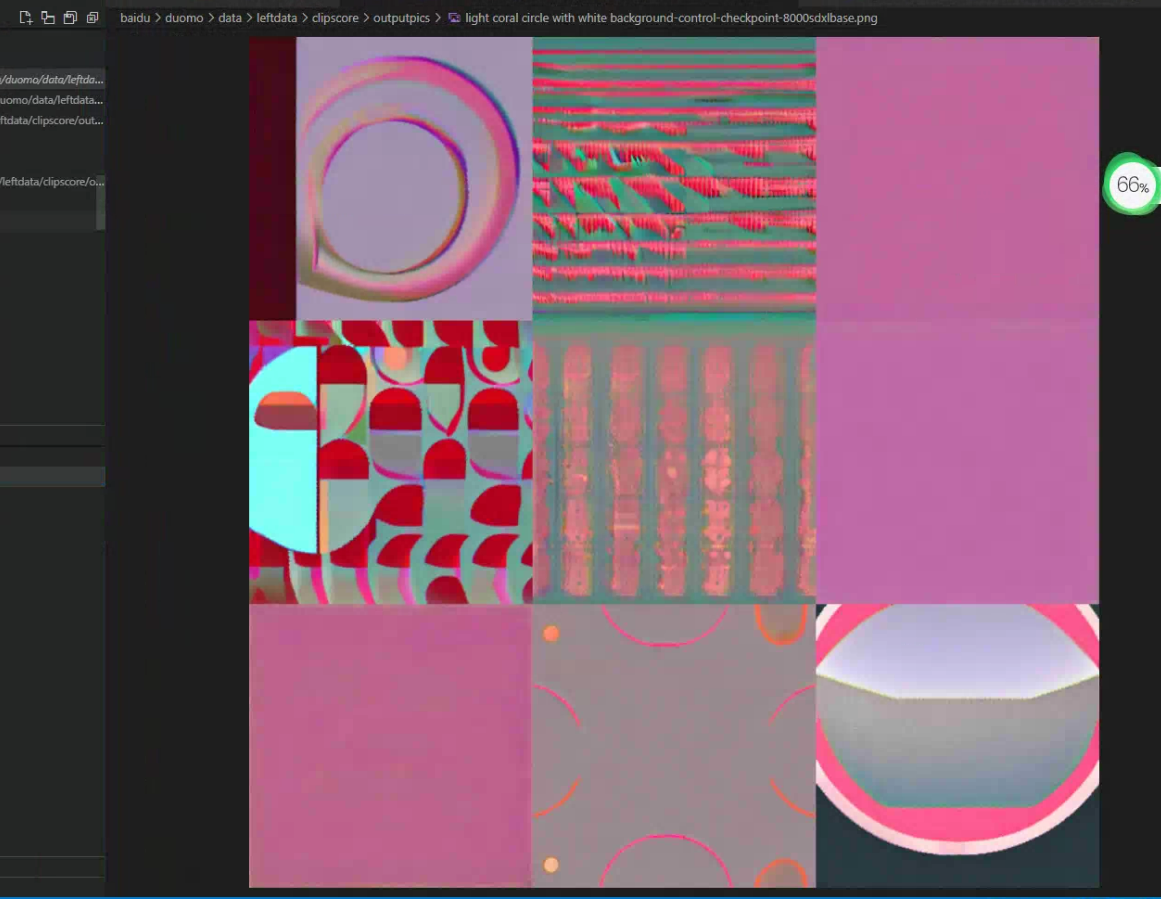 baidu > duomo > data > leftdata > clipscore > outputpics > light coral circle with white background-control-checkpoint-8000sdxlbase.png
/duomo/data/leftda...
uomo/data/leftdata...
ftdata/clipscore/out...
/leftdata/clipscore/o...
66%